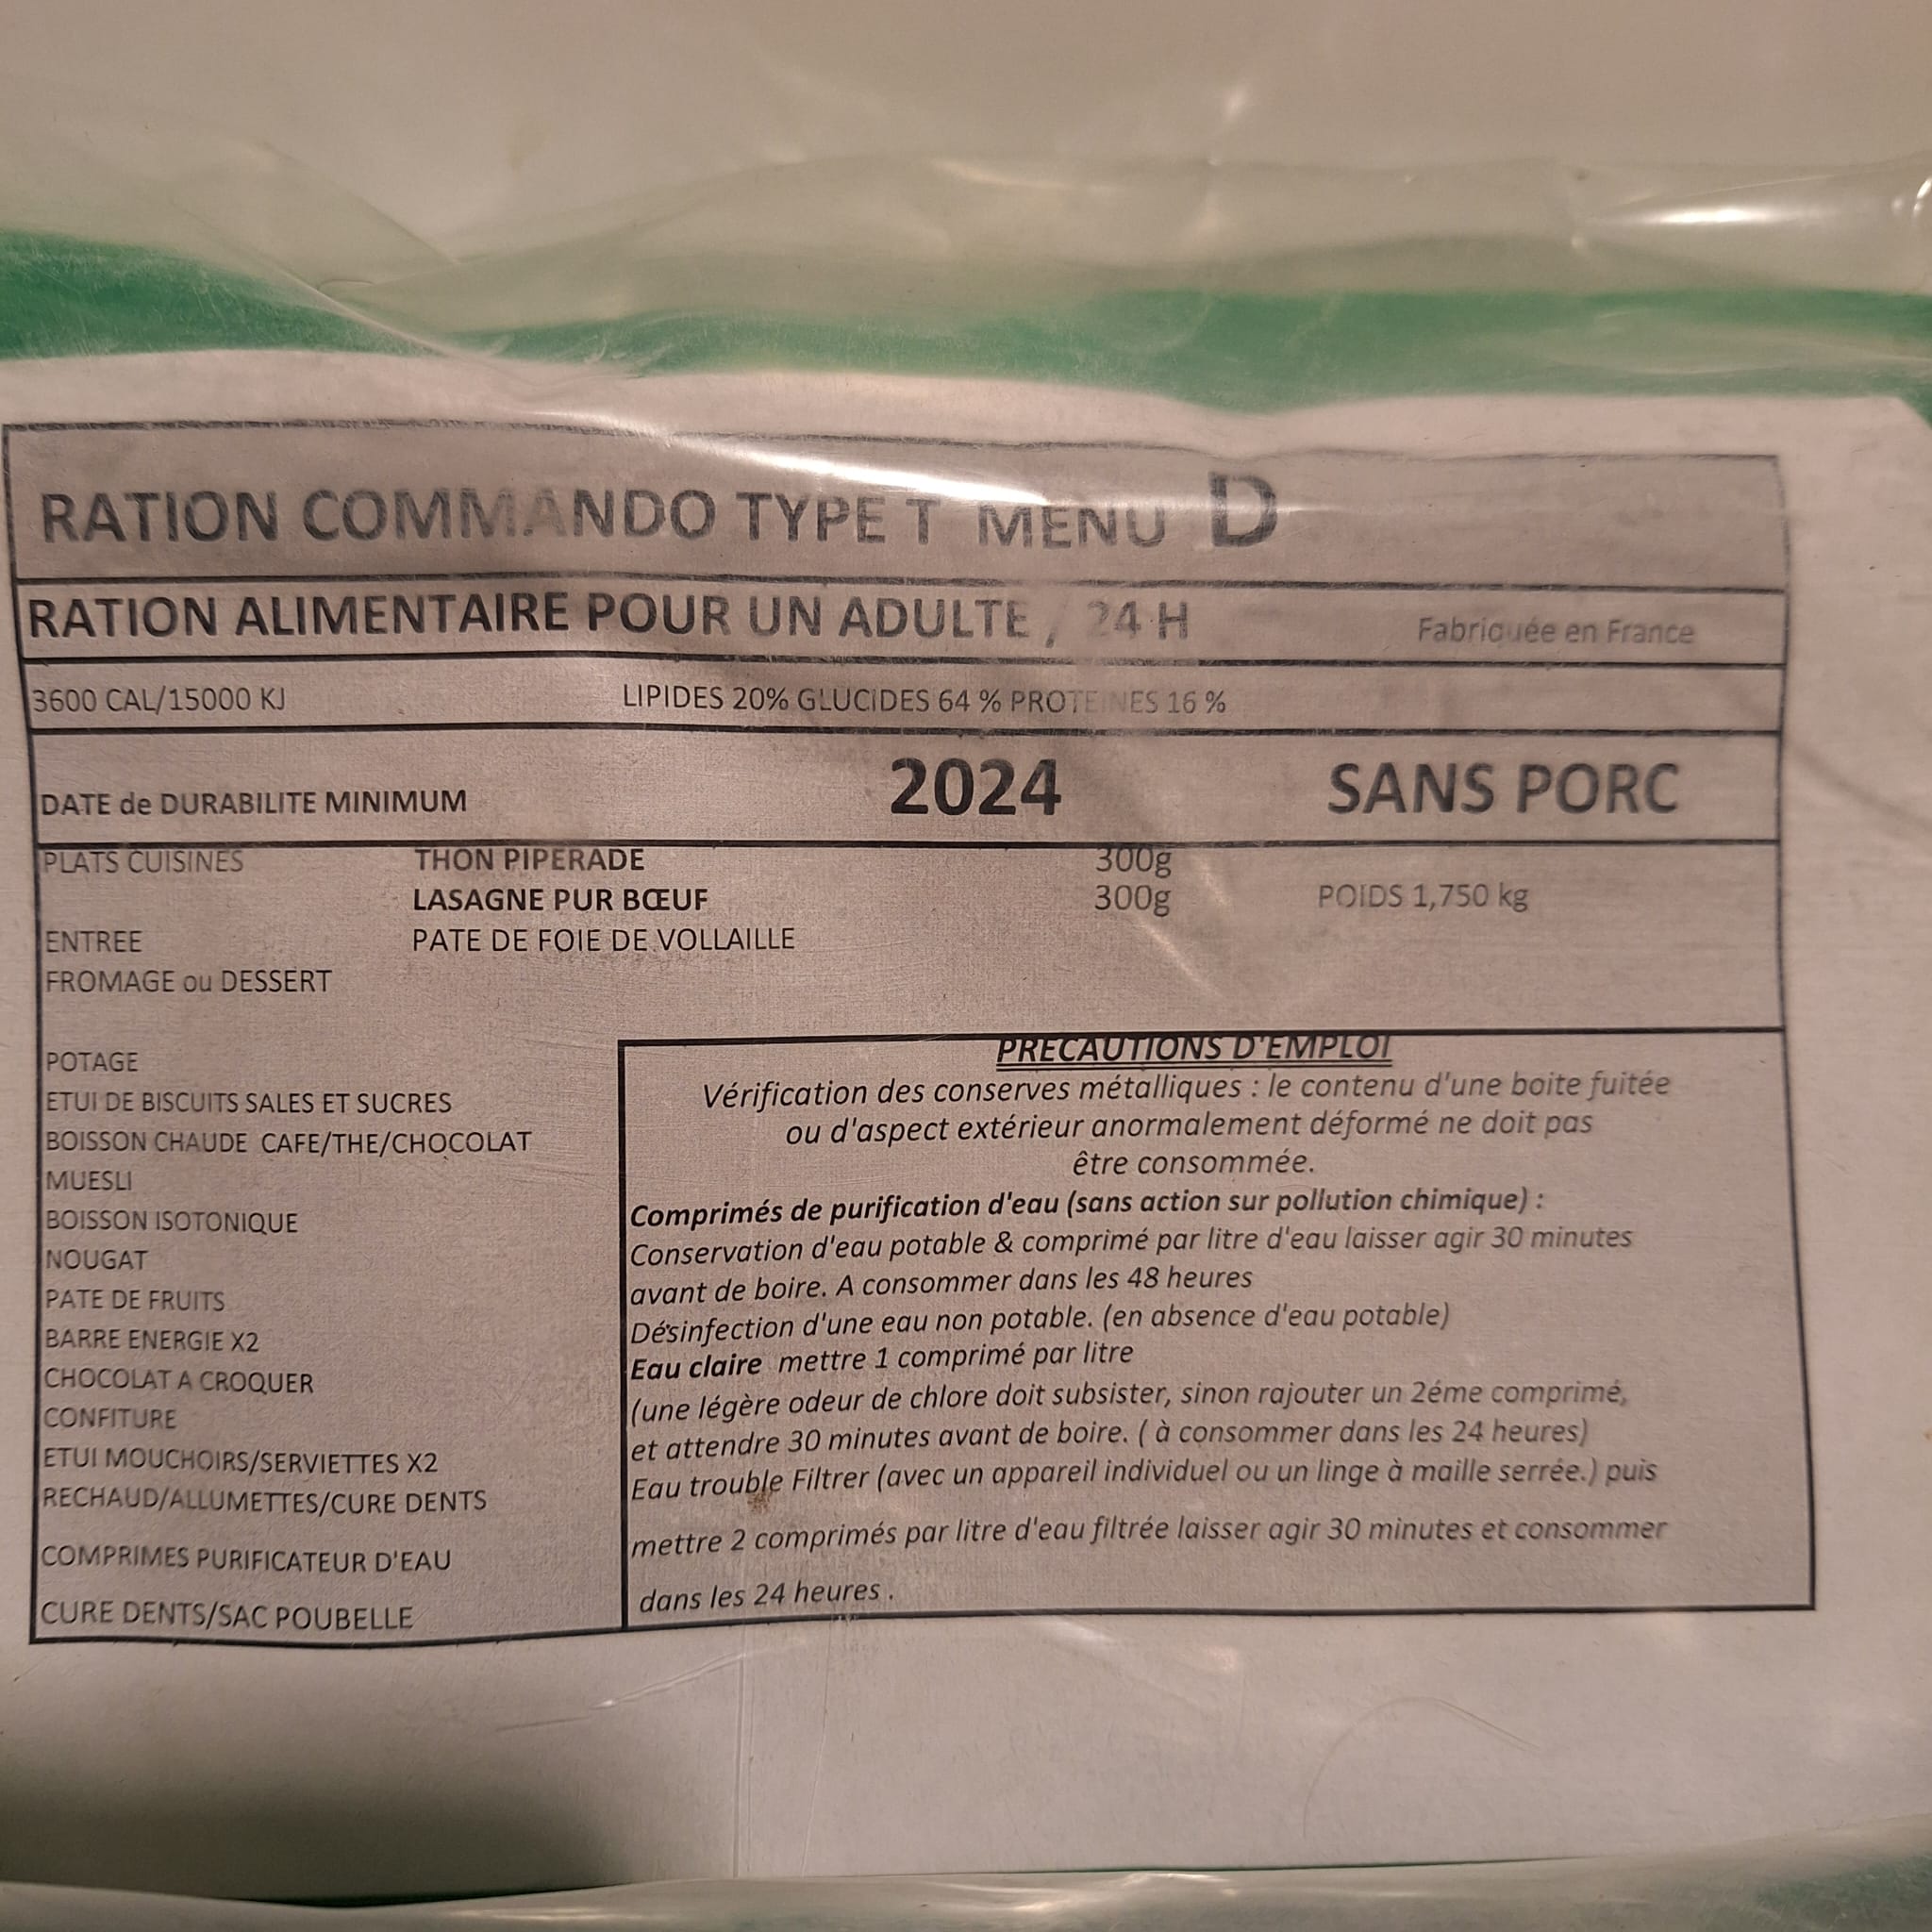 RATION COMMANDO TYPE T MENU D
RATION ALIMENTAIRE POUR UN ADULTE / 24 H Fabriquée en France
3600 CAL/15000 KJ LIPIDES 20% GLUCIDES 64 % PROTEINES 16 %
DATE de DURABILITE MINIMUM 2024 SANS PORC
PLATS CUISINES THON PIPERADE 300g
LASAGNE PUR BŒUF 300g POIDS 1,750 kg
ENTREE PATE DE FOIE DE VOLLAILLE
FROMAGE ou DESSERT
POTAGE
ETUI DE BISCUITS SALES ET SUCRES
BOISSON CHAUDE CAFE/THE/CHOCOLAT
MUESLI
BOISSON ISOTONIQUE
NOUGAT
PATE DE FRUITS
BARRE ENERGIE X2
CHOCOLAT A CROQUER
CONFITURE
ETUI MOUCHOIRS/SERVIETTES X2
RECHAUD/ALLUMETTES/CURE DENTS
COMPRIMES PURIFICATEUR D'EAU
CURE DENTS/SAC POUBELLE
PRECAUTIONS D'EMPLOI
Vérification des conserves métalliques : le contenu d'une boite fuitée
ou d'aspect extérieur anormalement déformé ne doit pas
être consommée.
Comprimés de purification d'eau (sans action sur pollution chimique) :
Conservation d'eau potable & comprimé par litre d'eau laisser agir 30 minutes
avant de boire. A consommer dans les 48 heures
Désinfection d'une eau non potable. (en absence d'eau potable)
Eau claire mettre 1 comprimé par litre
(une légère odeur de chlore doit subsister, sinon rajouter un 2éme comprimé,
et attendre 30 minutes avant de boire. ( à consommer dans les 24 heures)
Eau trouble Filtrer (avec un appareil individuel ou un linge à maille serrée.) puis
mettre 2 comprimés par litre d'eau filtrée laisser agir 30 minutes et consommer
dans les 24 heures .